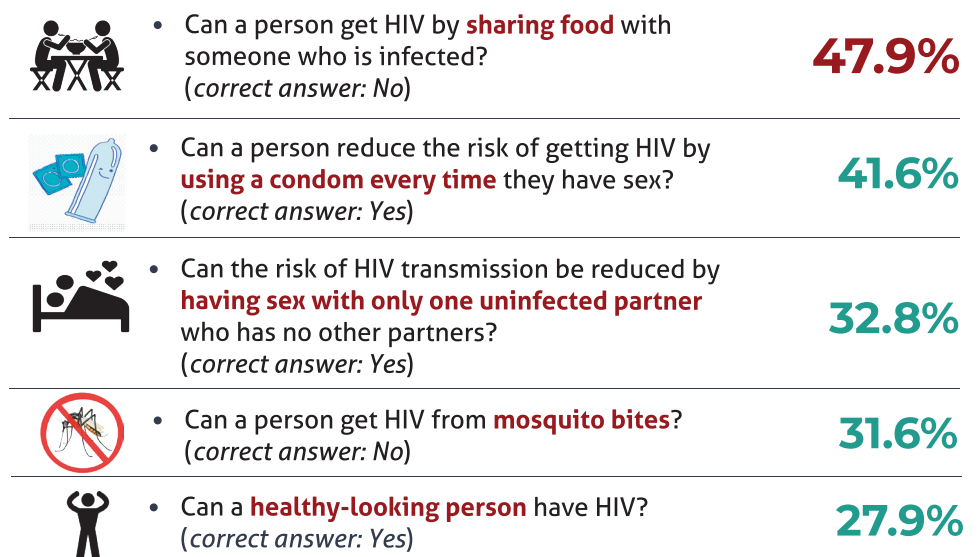 • Can a person get HIV by sharing food with
someone who is infected?
(correct answer: No)
47.9%
• Can a person reduce the risk of getting HIV by
using a condom every time they have sex?
(correct answer: Yes)
41.6%
• Can the risk of HIV transmission be reduced by
having sex with only one uninfected partner
who has no other partners?
(correct answer: Yes)
32.8%
• Can a person get HIV from mosquito bites?
(correct answer: No)
31.6%
• Can a healthy-looking person have HIV?
(correct answer: Yes)
27.9%